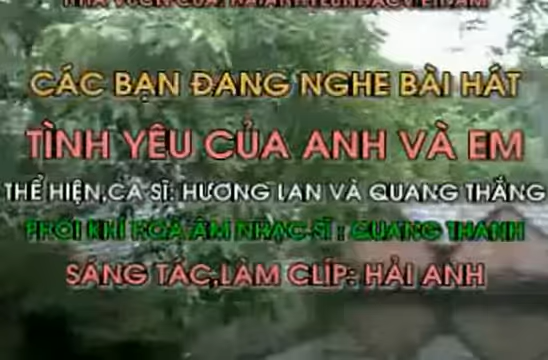 CÁC BẠN ĐANG NGHE BÀI HÁT
TÌNH YÊU CỦA ANH VÀ EM
THỂ HIỆN,CA SĨ: HƯƠNG LAN VÀ QUANG THẮNG
PHỐI KHÍ HOÀ ÂM NHẠC SĨ : QUANG THANH
SÁNG TÁC,LÀM CLÍP: HẢI ANH